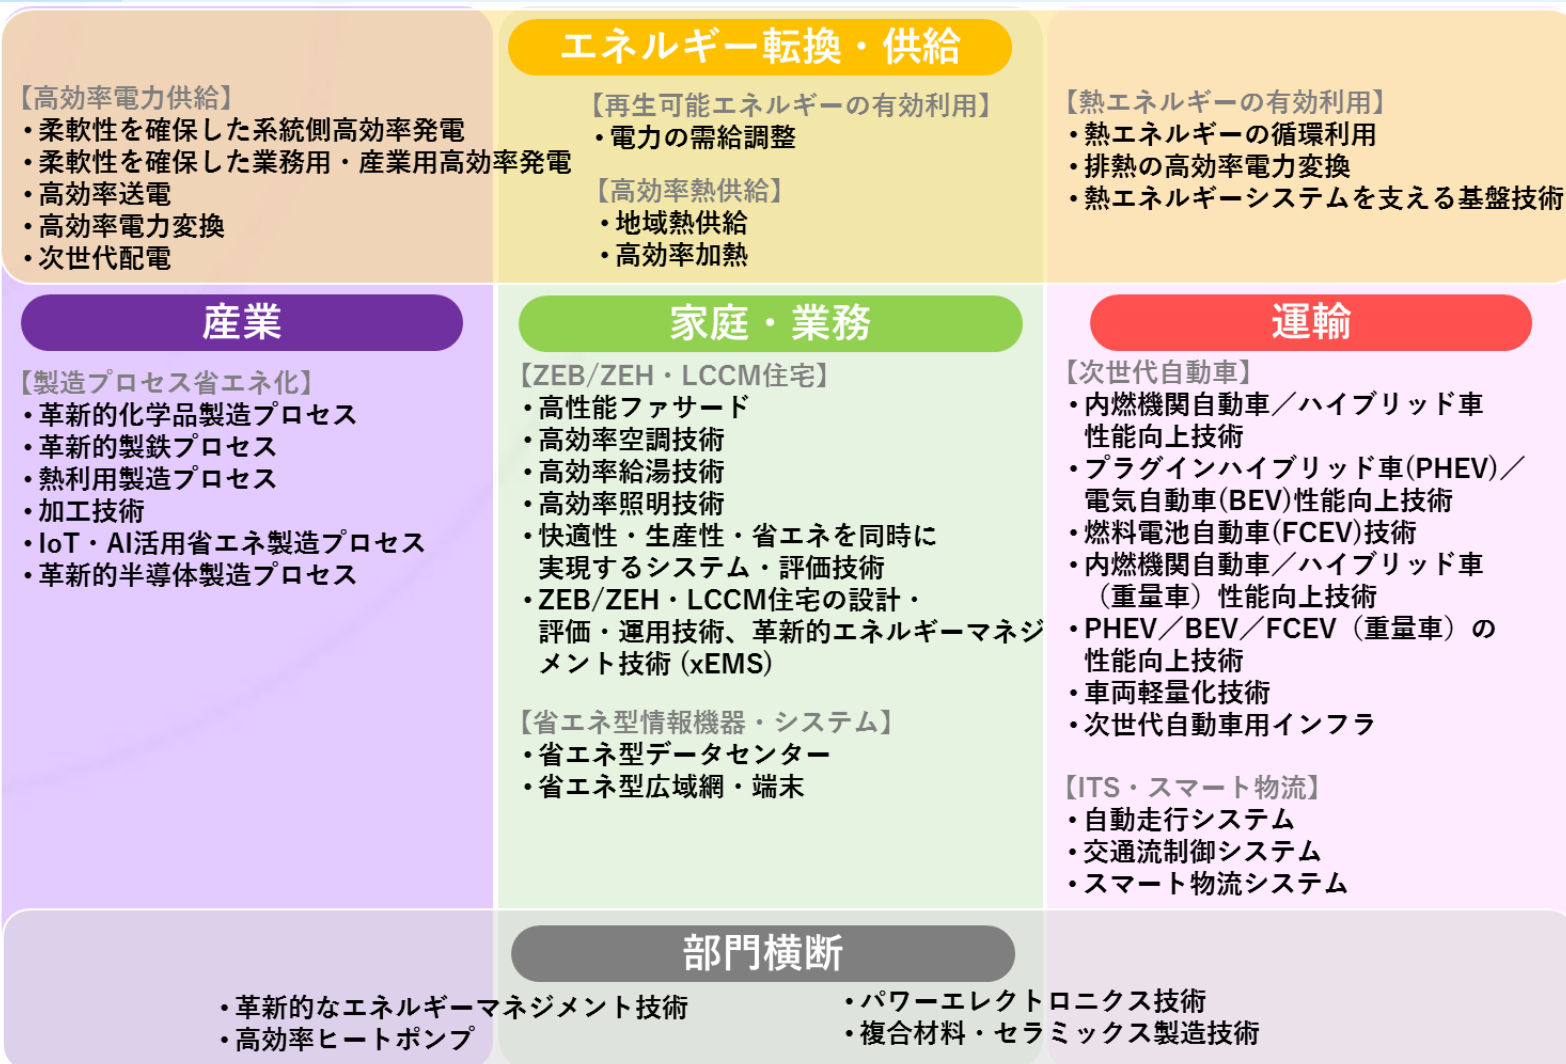 エネルギー転換・供給
【高効率電力供給】
・柔軟性を確保した系統側高効率発電
・柔軟性を確保した業務用・産業用高効率発電
・高効率送電
・高効率電力変換
・次世代配電
【再生可能エネルギーの有効利用】
・電力の需給調整
【高効率熱供給】
・地域熱供給
・高効率加熱
【熱エネルギーの有効利用】
・熱エネルギーの循環利用
・排熱の高効率電力変換
・熱エネルギーシステムを支える基盤技術
産業
【製造プロセス省エネ化】
・革新的化学品製造プロセス
・革新的製鉄プロセス
・熱利用製造プロセス
・加工技術
・IoT・AI活用省エネ製造プロセス
・革新的半導体製造プロセス
家庭・業務
【ZEB/ZEH・LCCM住宅】
・高性能ファサード
・高効率空調技術
・高効率給湯技術
・高効率照明技術
・快適性・生産性・省エネを同時に
実現するシステム・評価技術
・ZEB/ZEH・LCCM住宅の設計・
評価・運用技術、革新的エネルギーマネジ
メント技術 (xEMS)
【省エネ型情報機器・システム】
・省エネ型データセンター
・省エネ型広域網・端末
運輸
【次世代自動車】
・内燃機関自動車／ハイブリッド車
性能向上技術
・プラグインハイブリッド車(PHEV)／
電気自動車(BEV)性能向上技術
・燃料電池自動車(FCEV)技術
・内燃機関自動車／ハイブリッド車
（重量車）性能向上技術
・PHEV／BEV／FCEV（重量車）の
性能向上技術
・車両軽量化技術
・次世代自動車用インフラ
【ITS・スマート物流】
・自動走行システム
・交通流制御システム
・スマート物流システム
部門横断
・革新的なエネルギーマネジメント技術
・高効率ヒートポンプ
・パワーエレクトロニクス技術
・複合材料・セラミックス製造技術